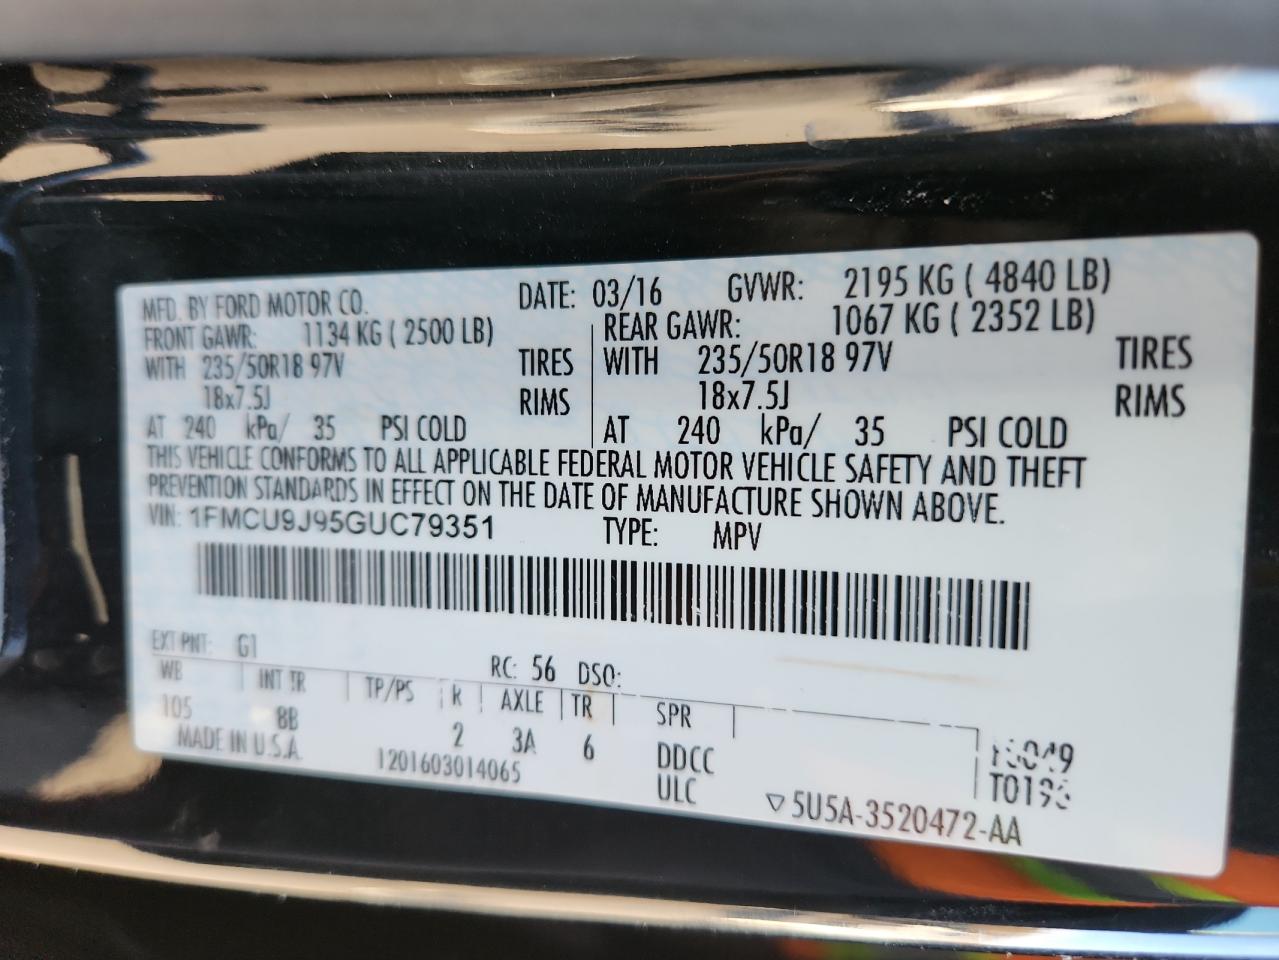 MFD. BY FORD MOTOR CO. DATE: 03/16 GVWR: 2195 KG ( 4840 LB)
FRONT GAWR: 1134 KG ( 2500 LB) REAR GAWR: 1067 KG ( 2352 LB)
WITH 235/50R18 97V TIRES WITH 235/50R18 97V TIRES
18x7.5J RIMS 18x7.5J RIMS
AT 240 kPa/ 35 PSI COLD AT 240 kPa/ 35 PSI COLD
THIS VEHICLE CONFORMS TO ALL APPLICABLE FEDERAL MOTOR VEHICLE SAFETY AND THEFT
PREVENTION STANDARDS IN EFFECT ON THE DATE OF MANUFACTURE SHOWN ABOVE.
VIN: 1FMCU9J95GUC79351 TYPE: MPV
EXT PNT: G1 RC: 56 DSO:
WB INT TR TP/PS k AXLE TR SPR
105 8B 2 3A 6 DDCC
MADE IN U.S.A. 1201603014065 ULC
▽5U5A-3520472-AA